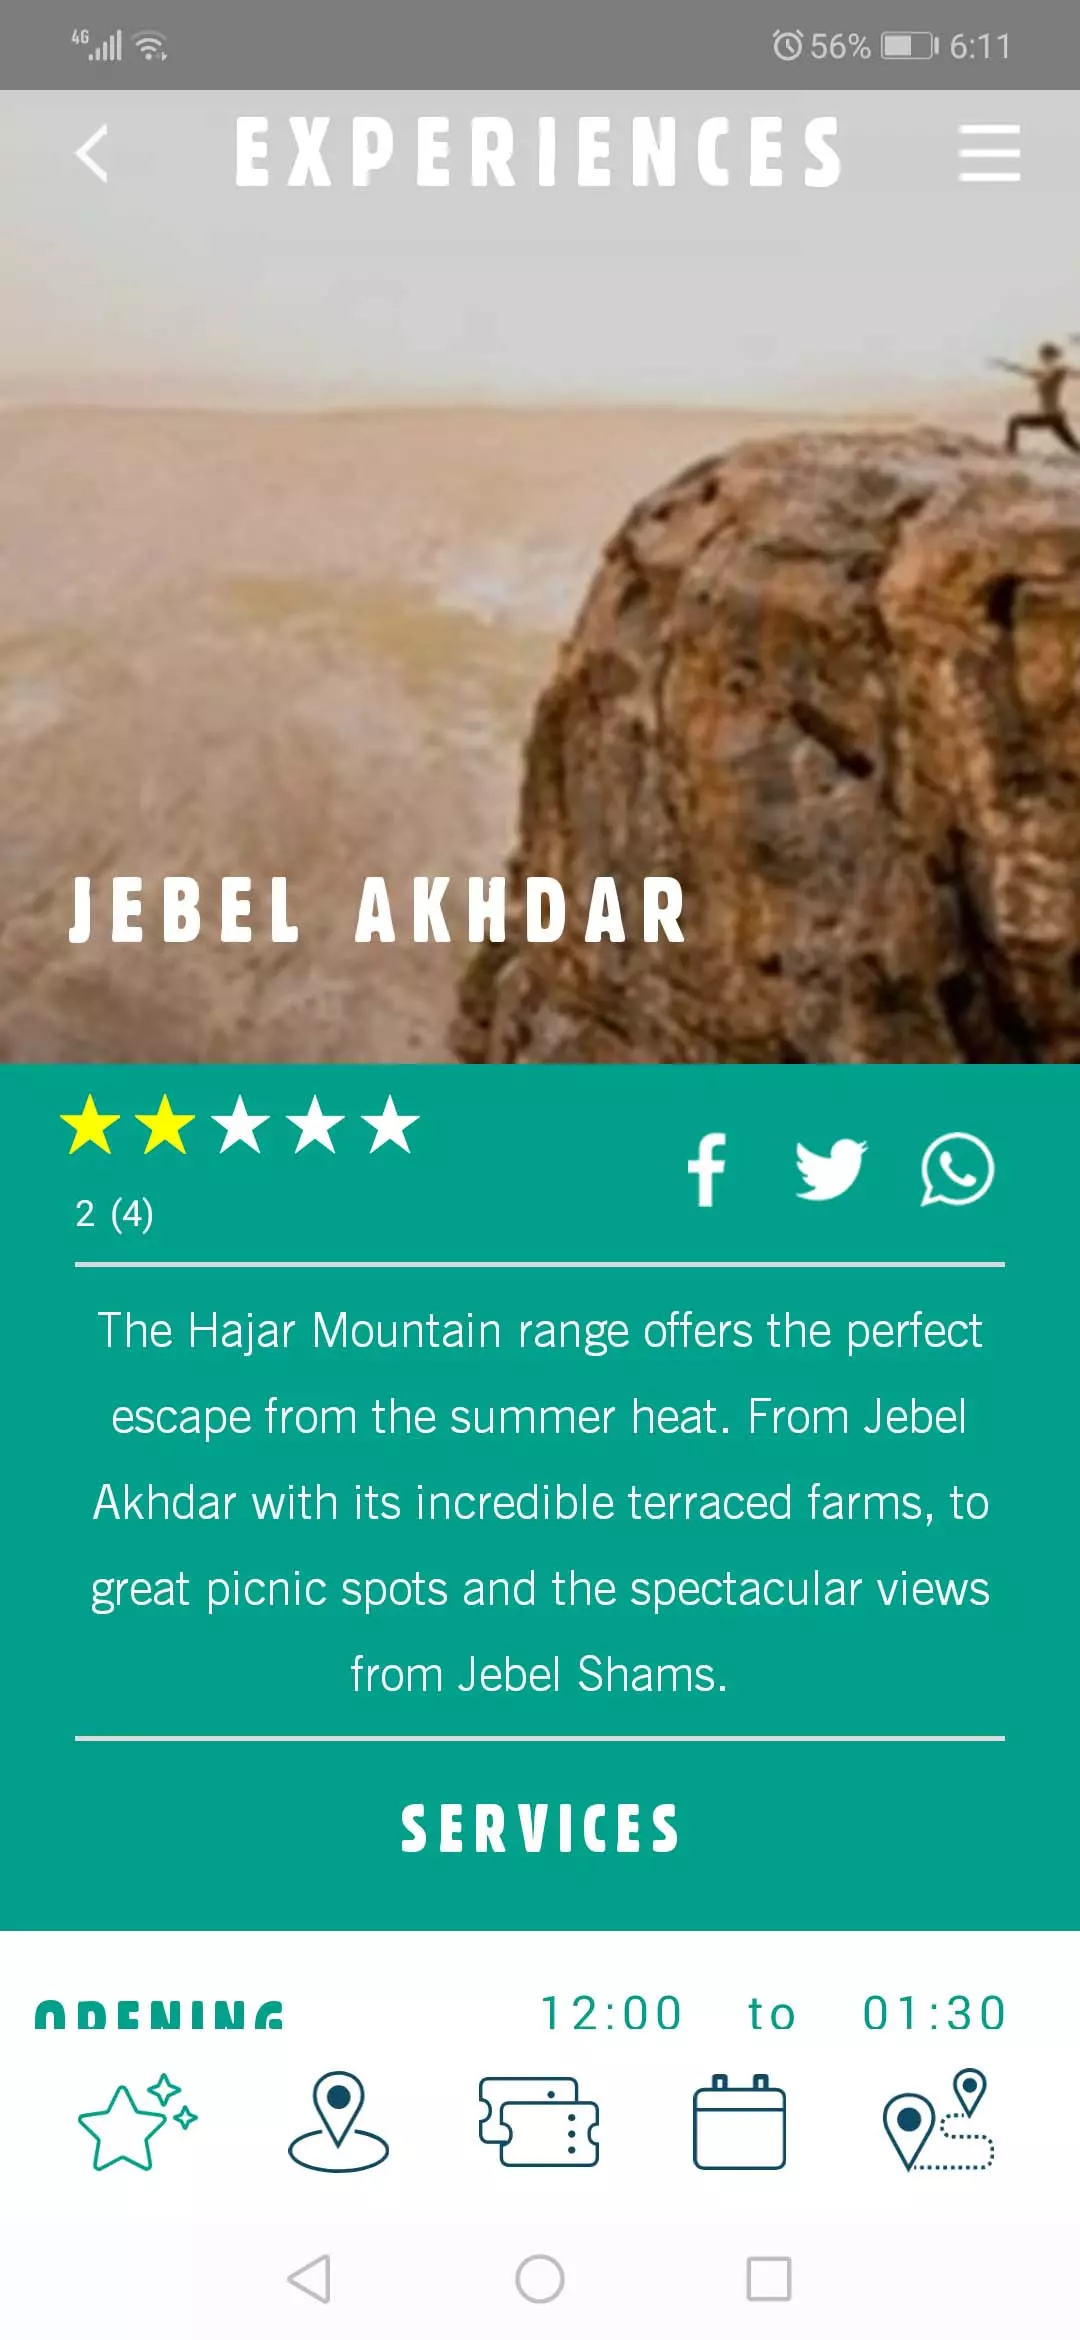 4G 56% 6:11
EXPERIENCES
JEBEL AKHDAR
2 (4)
The Hajar Mountain range offers the perfect
escape from the summer heat. From Jebel
Akhdar with its incredible terraced farms, to
great picnic spots and the spectacular views
from Jebel Shams.
SERVICES
OPENING 12:00 to 01:30